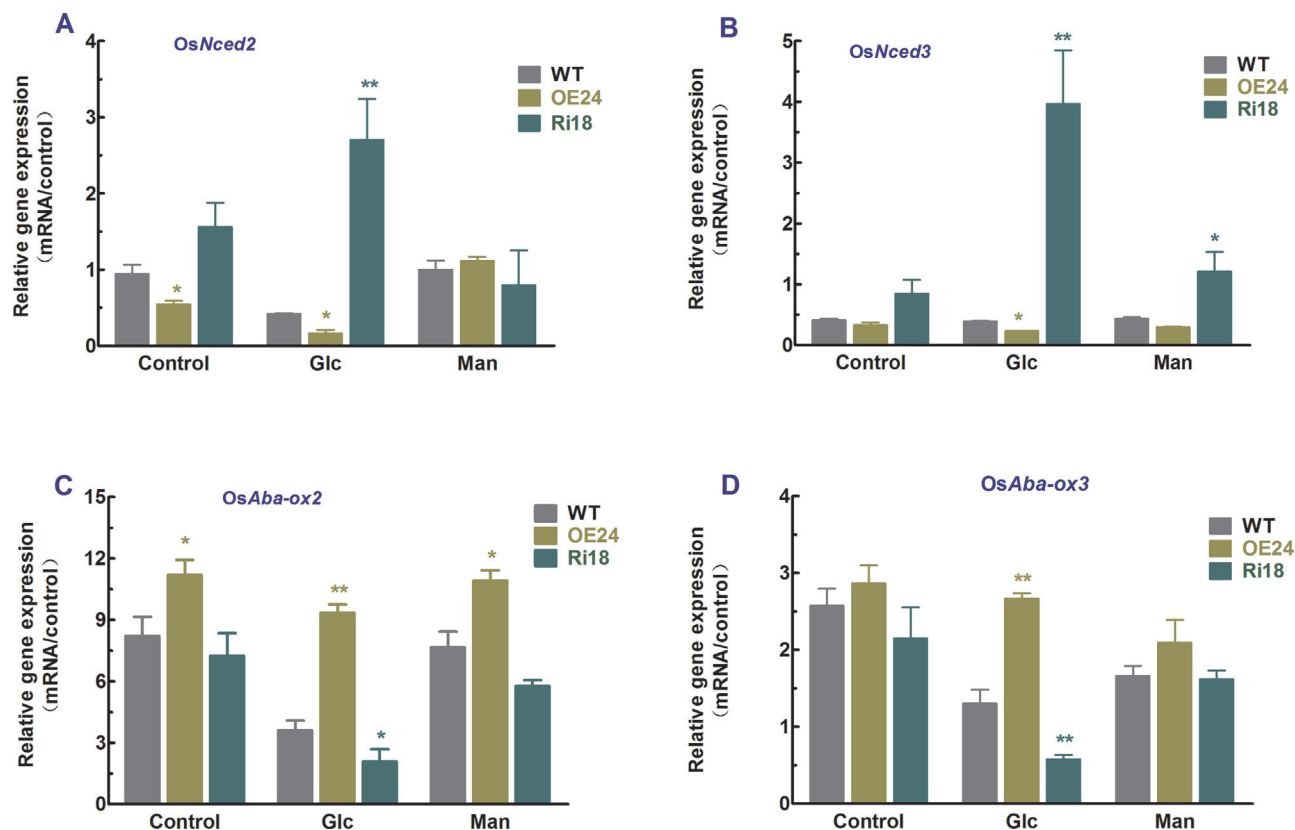 A
OsNced2
Relative gene expression
(mRNA/control)
4
3
2
1
0
WT
OE24
Ri18
*
*
**
Control
Glc
Man
B
OsNced3
Relative gene expression
(mRNA/control)
5
4
3
2
1
0
WT
OE24
Ri18
*
**
*
Control
Glc
Man
C
OsAba-ox2
Relative gene expression
(mRNA/control)
15
12
9
6
3
0
WT
OE24
Ri18
*
**
*
*
Control
Glc
Man
D
OsAba-ox3
Relative gene expression
(mRNA/control)
4
3
2
1
0
WT
OE24
Ri18
**
**
Control
Glc
Man